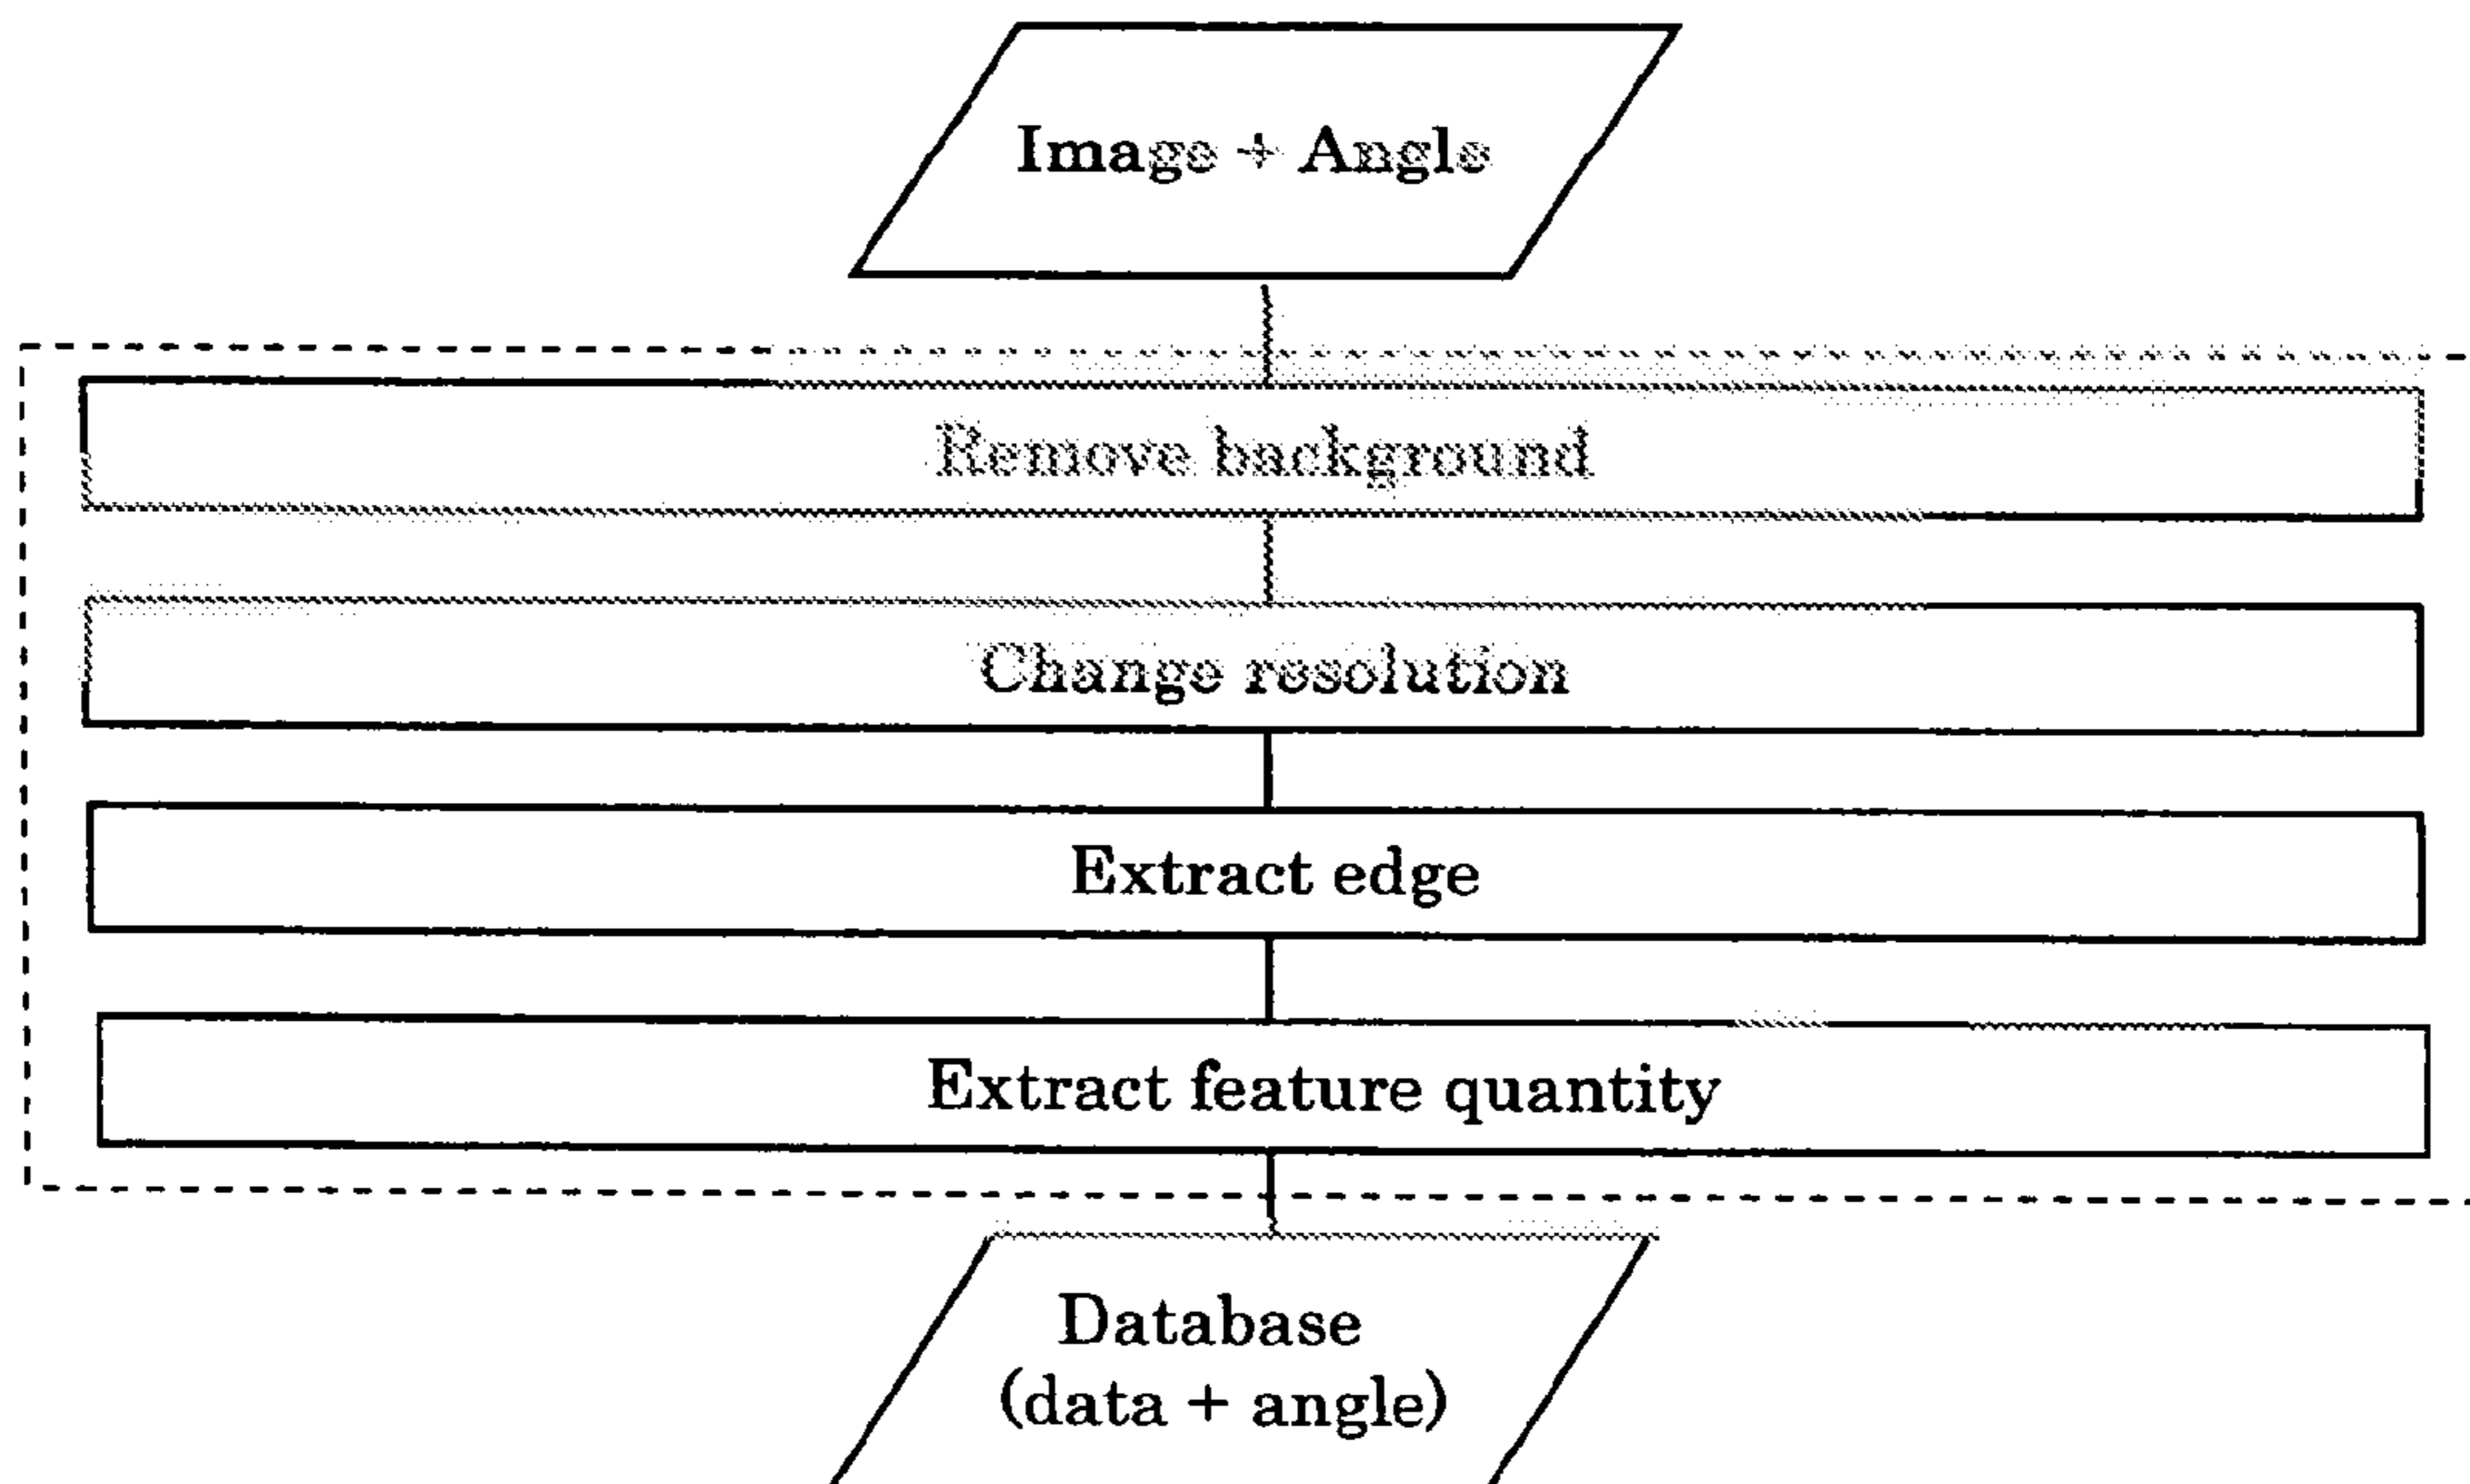 Image + Angle
Remove background
Change resolution
Extract edge
Extract feature quantity
Database
(data + angle)